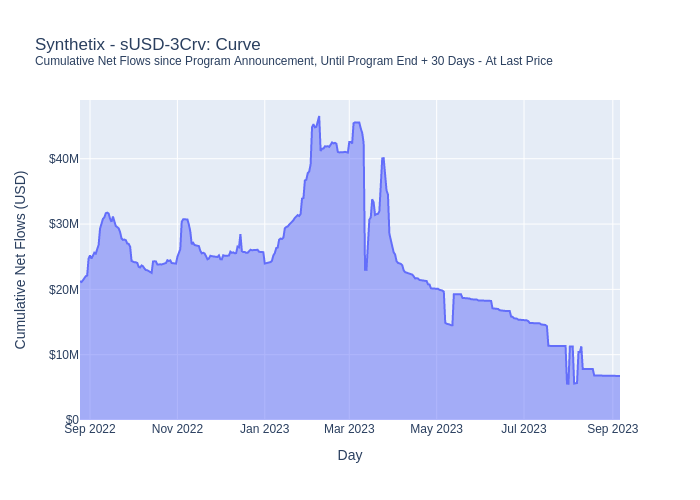 Synthetix - sUSD-3Crv: Curve
Cumulative Net Flows since Program Announcement, Until Program End + 30 Days - At Last Price
Cumulative Net Flows (USD)
$40M
$30M
$20M
$10M
$0
Sep 2022 Nov 2022 Jan 2023 Mar 2023 May 2023 Jul 2023 Sep 2023
Day